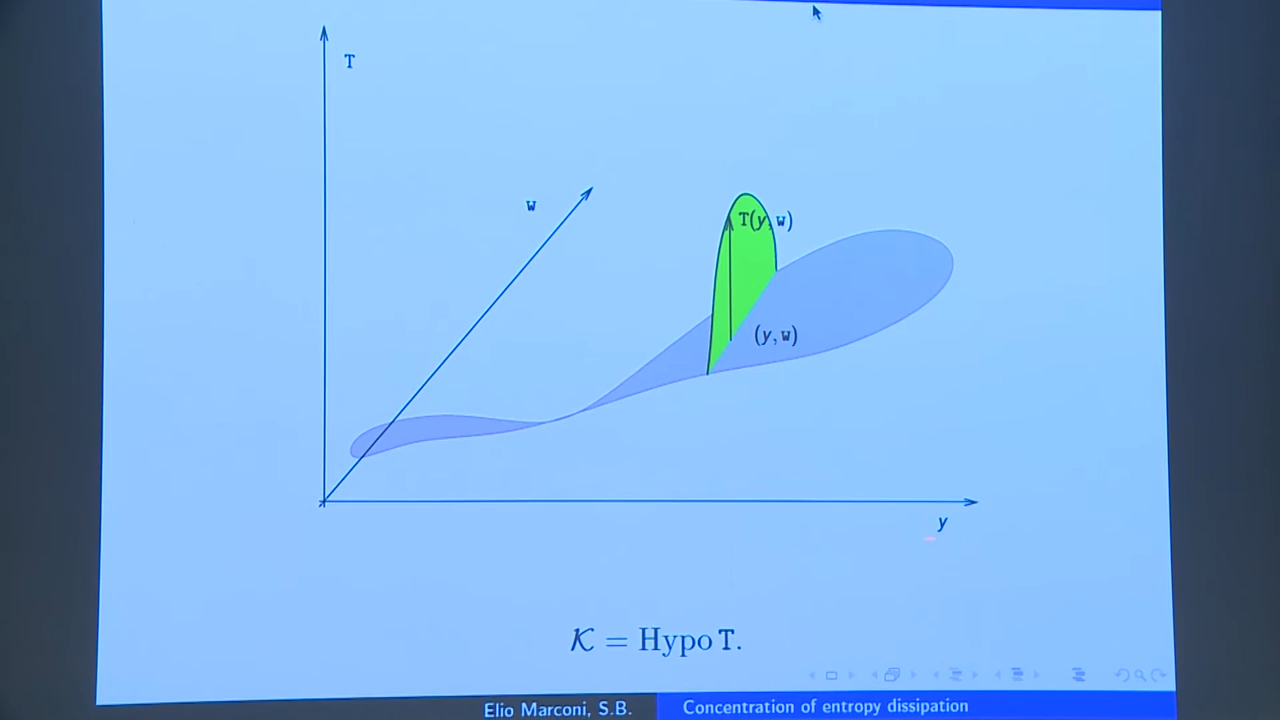 T
w
T(y, w)
(y, w)
y
𝒦 = Hypo T.
Elio Marconi, S.B.
Concentration of entropy dissipation